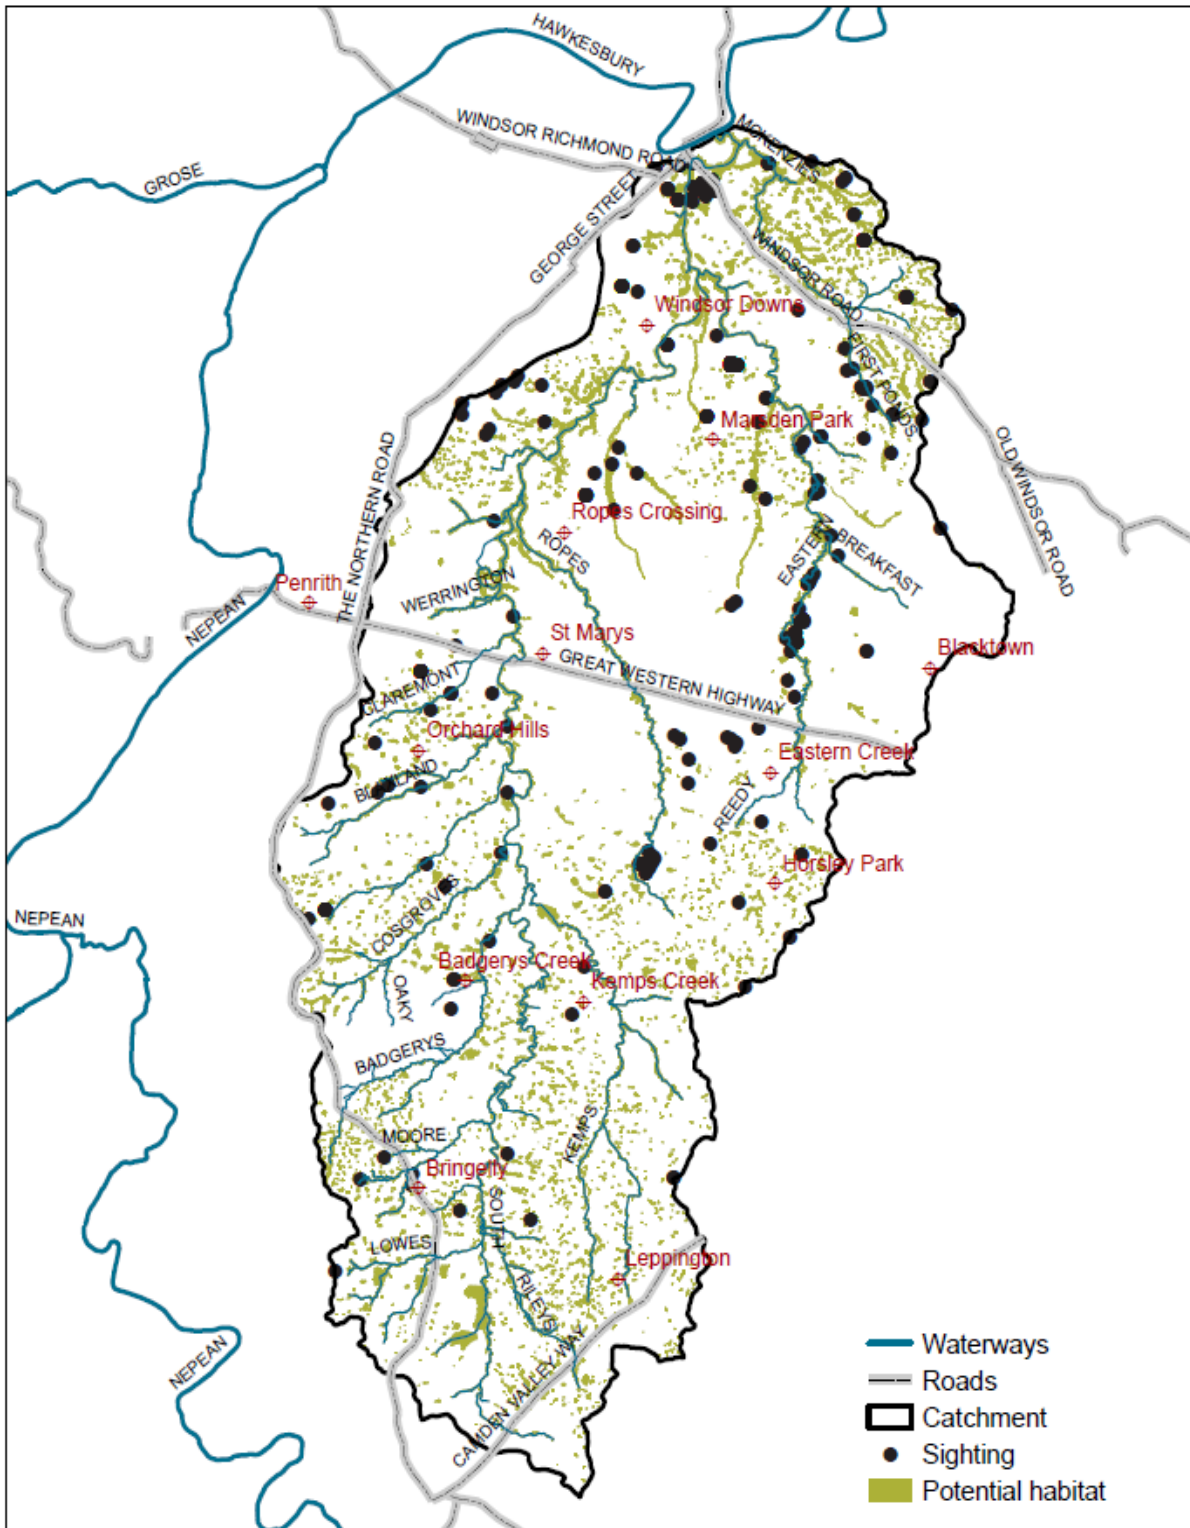 HAWKESBURY
GROSE
WINDSOR RICHMOND ROAD
MCKENZIES
GEORGE STREET
WINDSOR ROAD
Windsor Downs
FIRST PONDS
Marsden Park
OLD WINDSOR ROAD
THE NORTHERN ROAD
Ropes Crossing
ROPES
EASTERN
BREAKFAST
Penrith
WERRINGTON
NEPEAN
St Marys
GREAT WESTERN HIGHWAY
Blacktown
CLAREMONT
Orchard Hills
Eastern Creek
BLAXLAND
REEDY
Horsley Park
COSGROVES
NEPEAN
Badgerys Creek
OAKY
Kemps Creek
BADGERYS
KEMPS
MOORE
Bringelly
SOUTH
LOWES
Leppington
RILEYS
NEPEAN
CAMDEN VALLEY WAY
Waterways
Roads
Catchment
Sighting
Potential habitat